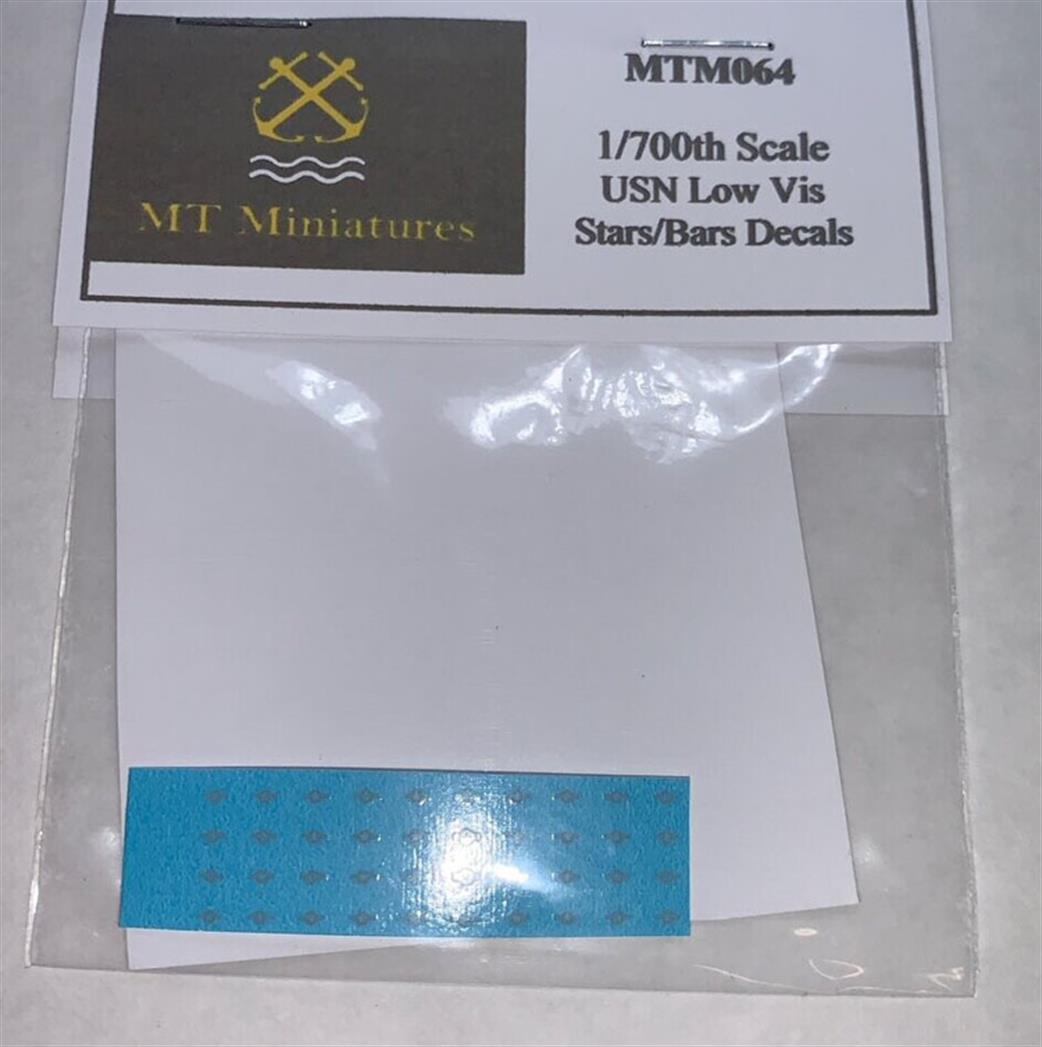 MT Miniatures
MTM064
1/700th Scale
USN Low Vis
Stars/Bars Decals